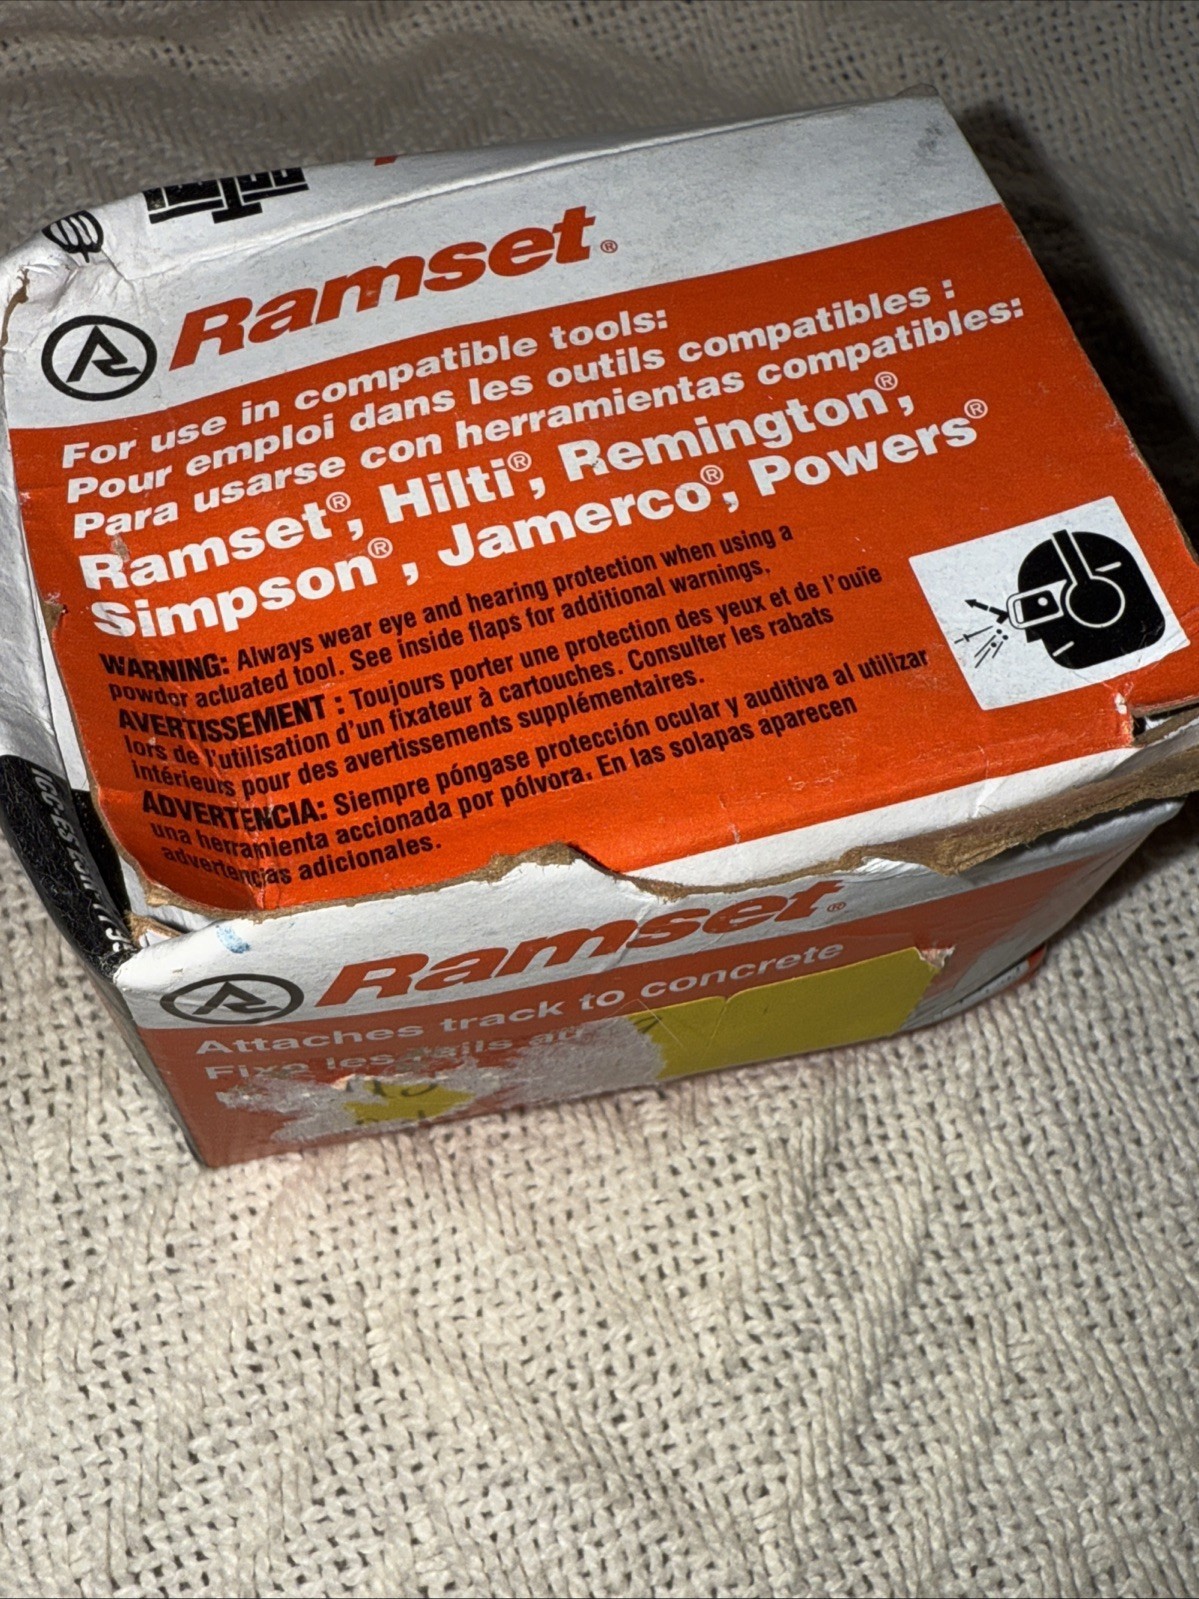 Ramset®
For use in compatible tools:
Pour emploi dans les outils compatibles :
Para usarse con herramientas compatibles:
Ramset®, Hilti®, Remington®,
Simpson®, Jamerco®, Powers®
WARNING: Always wear eye and hearing protection when using a
powder actuated tool. See inside flaps for additional warnings.
AVERTISSEMENT : Toujours porter une protection des yeux et de l'ouïe
lors de l'utilisation d'un fixateur à cartouches. Consulter les rabats
intérieurs pour des avertissements supplémentaires.
ADVERTENCIA: Siempre póngase protección ocular y auditiva al utilizar
una herramienta accionada por pólvora. En las solapas aparecen
advertencias adicionales.
Ramset®
Attaches track to concrete
Fixe les rails au